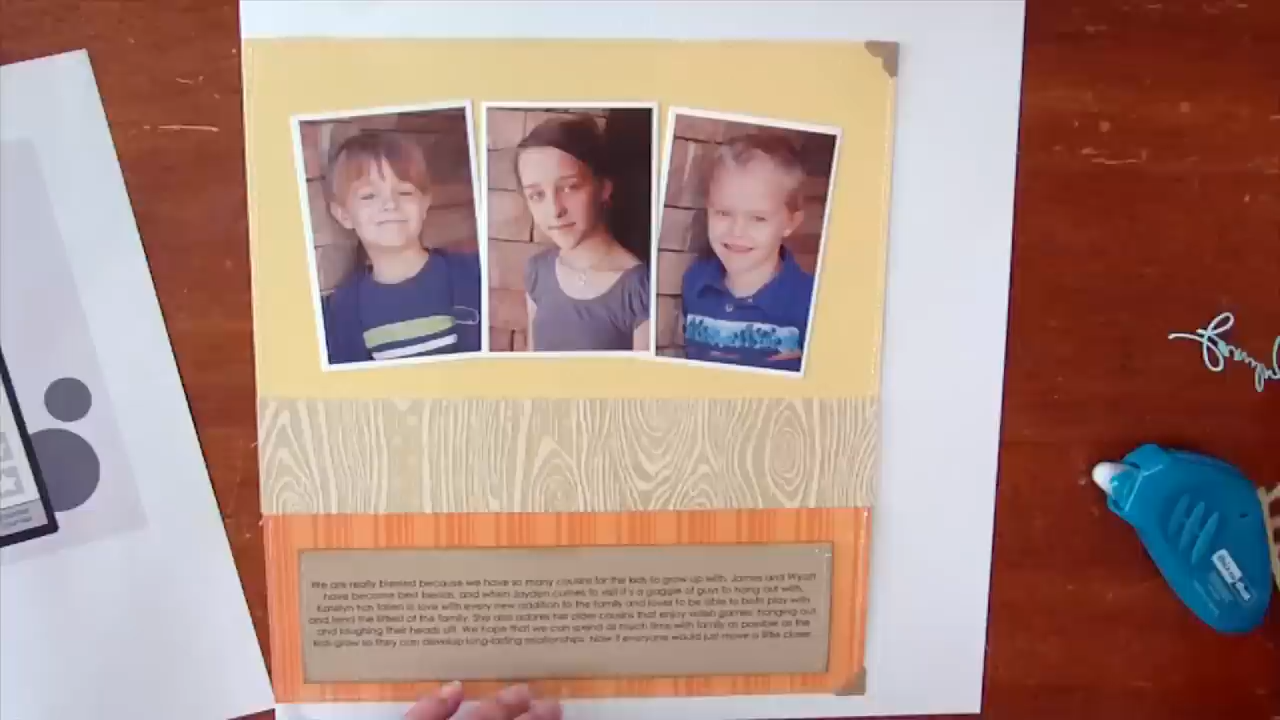 We are really blessed because we have so many cousins for the kids to grow up with. James and Wyatt
have become best friends, and when Jayden comes to visit it's a gaggle of guys to hang out with.
Katelyn has fallen in love with every new addition to the family and loves to be able to both play with
and tend the littlest of the family. She also adores her older cousins that enjoy video games, hanging out
and laughing their heads off. We hope that we can spend as much time with family as possible as the
kids grow so they can develop long-lasting relationships. Now if everyone would just move a little closer.